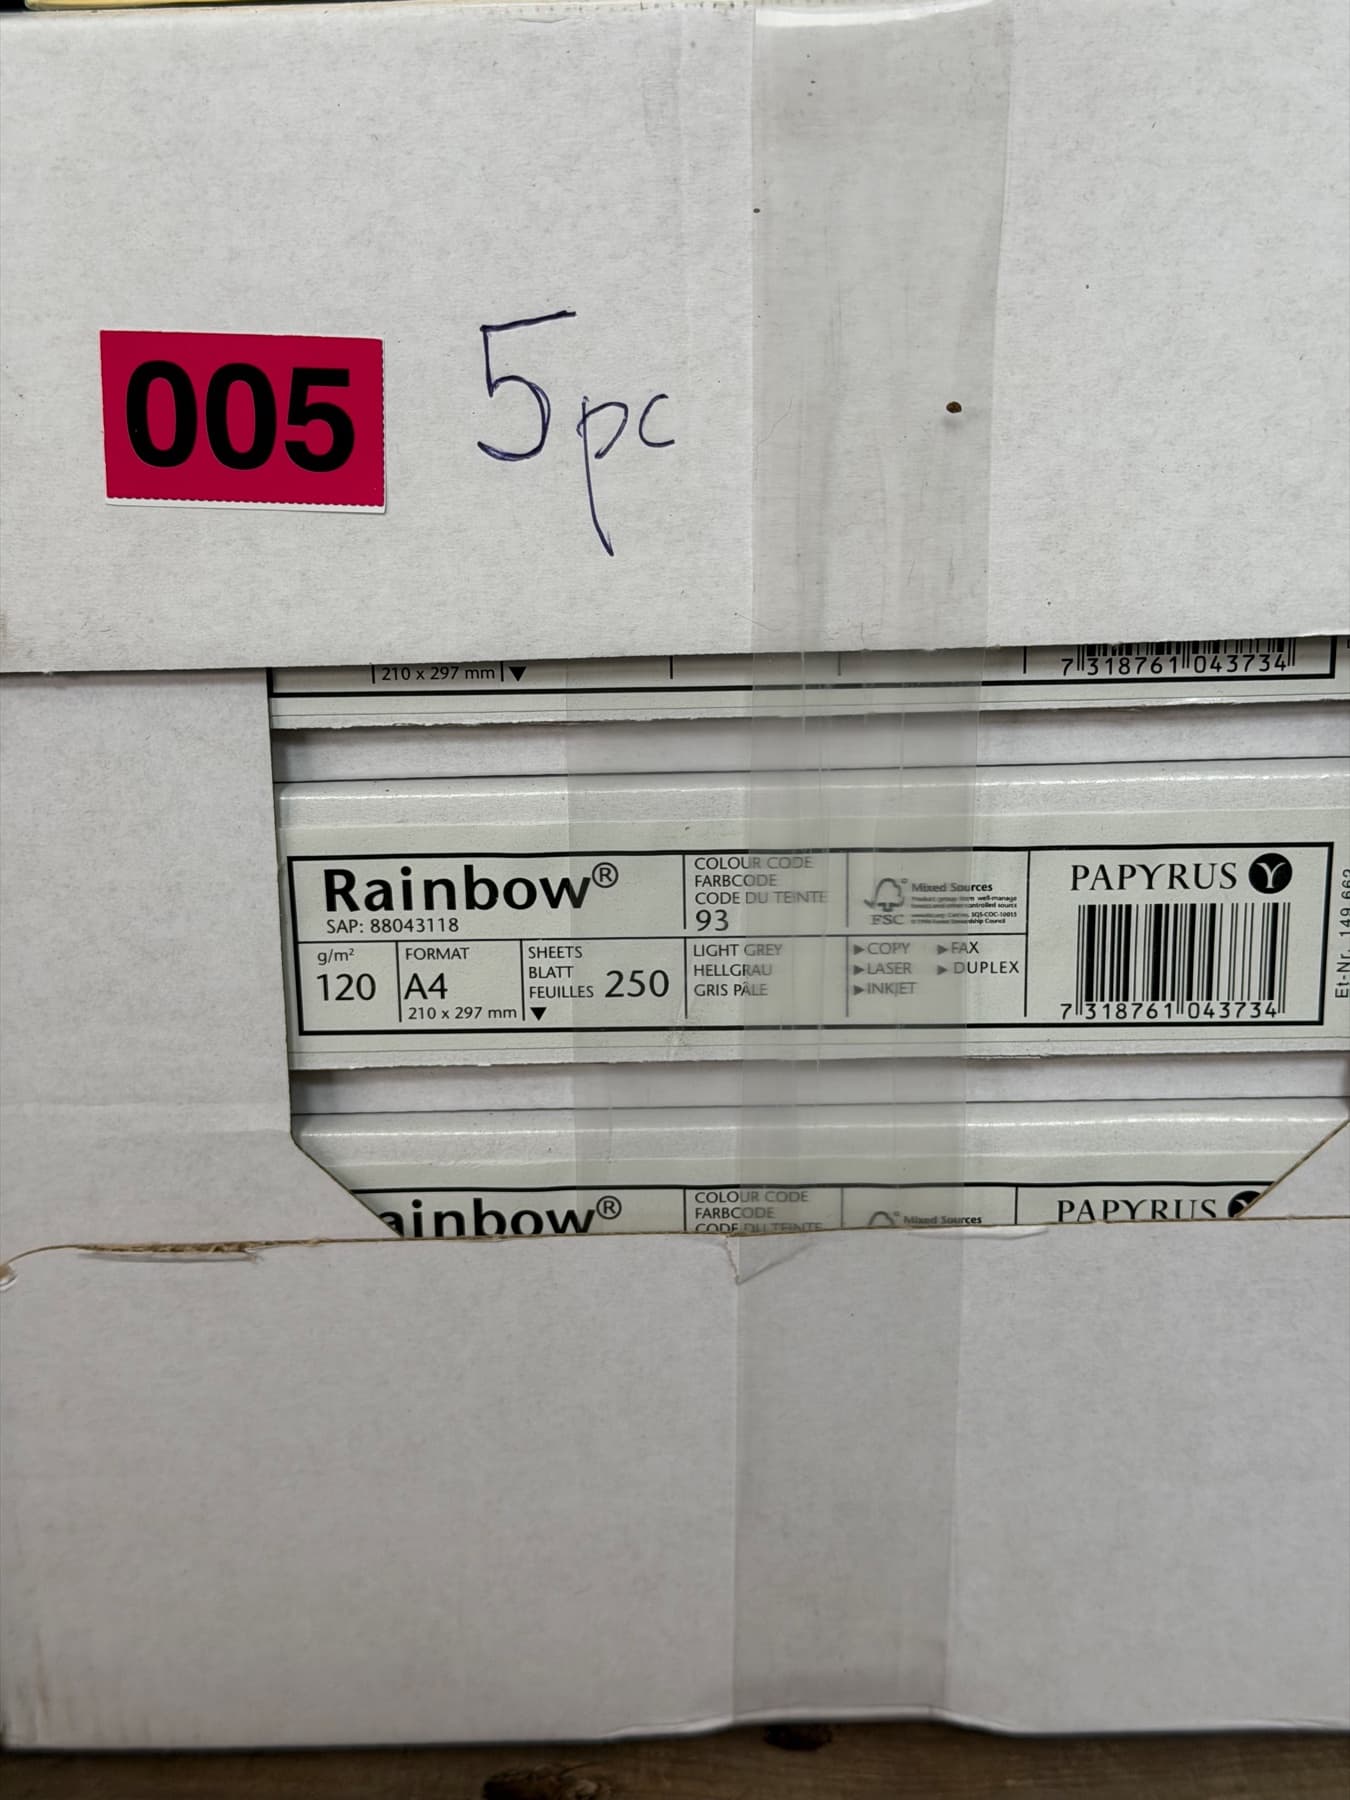 005
5pc
210 x 297 mm
7 318761 043734
Rainbow®
SAP: 88043118
COLOUR CODE
FARBCODE
CODE DU TEINTE
93
FSC
Mixed Sources
PAPYRUS
g/m²
120
FORMAT
A4
210 x 297 mm
SHEETS
BLATT
FEUILLES 250
LIGHT GREY
HELLGRAU
GRIS PÂLE
▶COPY ▶FAX
▶LASER ▶DUPLEX
▶INKJET
7 318761 043734
Et-Nr. 149 662
ainbow®
COLOUR CODE
FARBCODE
CODE DU TEINTE
Mixed Sources
PAPYRUS